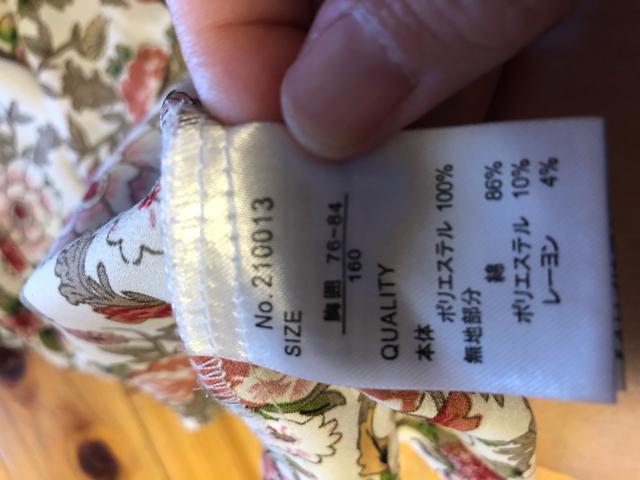 No. 210013
SIZE
胸囲 76-84
160
QUALITY
本体
ポリエステル 100%
無地部分
綿 86%
ポリエステル 10%
レーヨン 4%